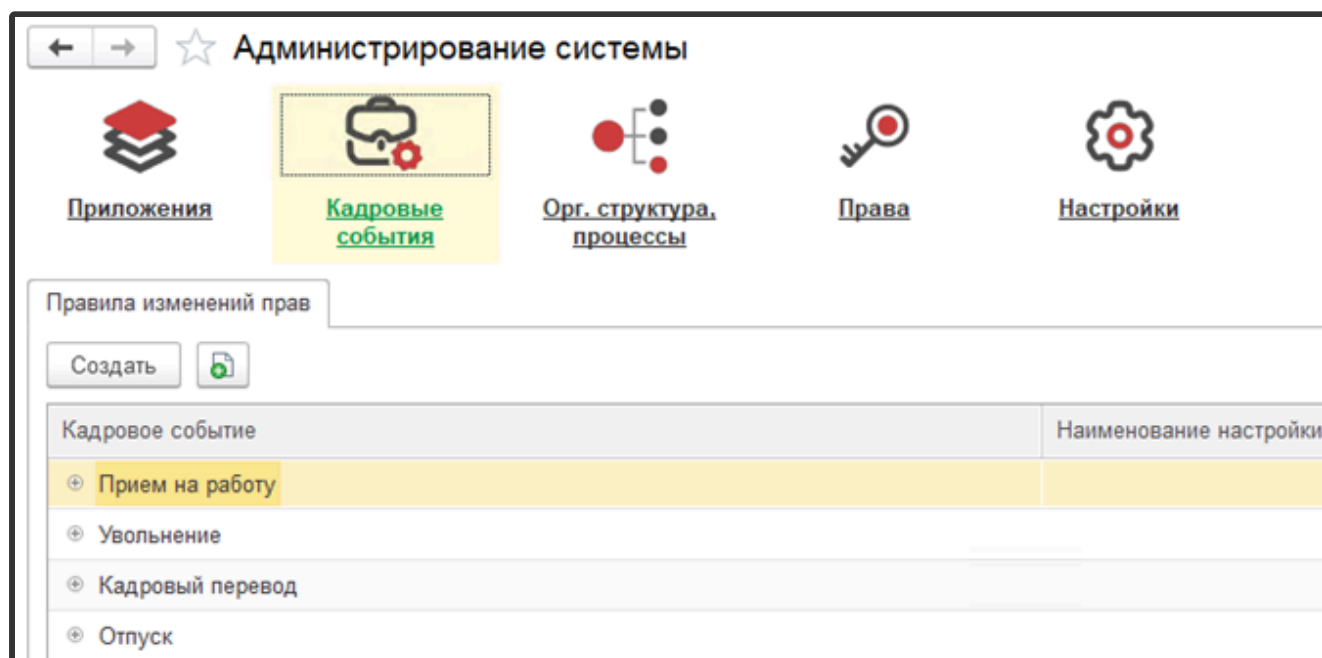 Администрирование системы
Приложения
Кадровые
события
Орг. структура,
процессы
Права
Настройки
Правила изменений прав
Создать
Кадровое событие
Наименование настройки
Прием на работу
Увольнение
Кадровый перевод
Отпуск